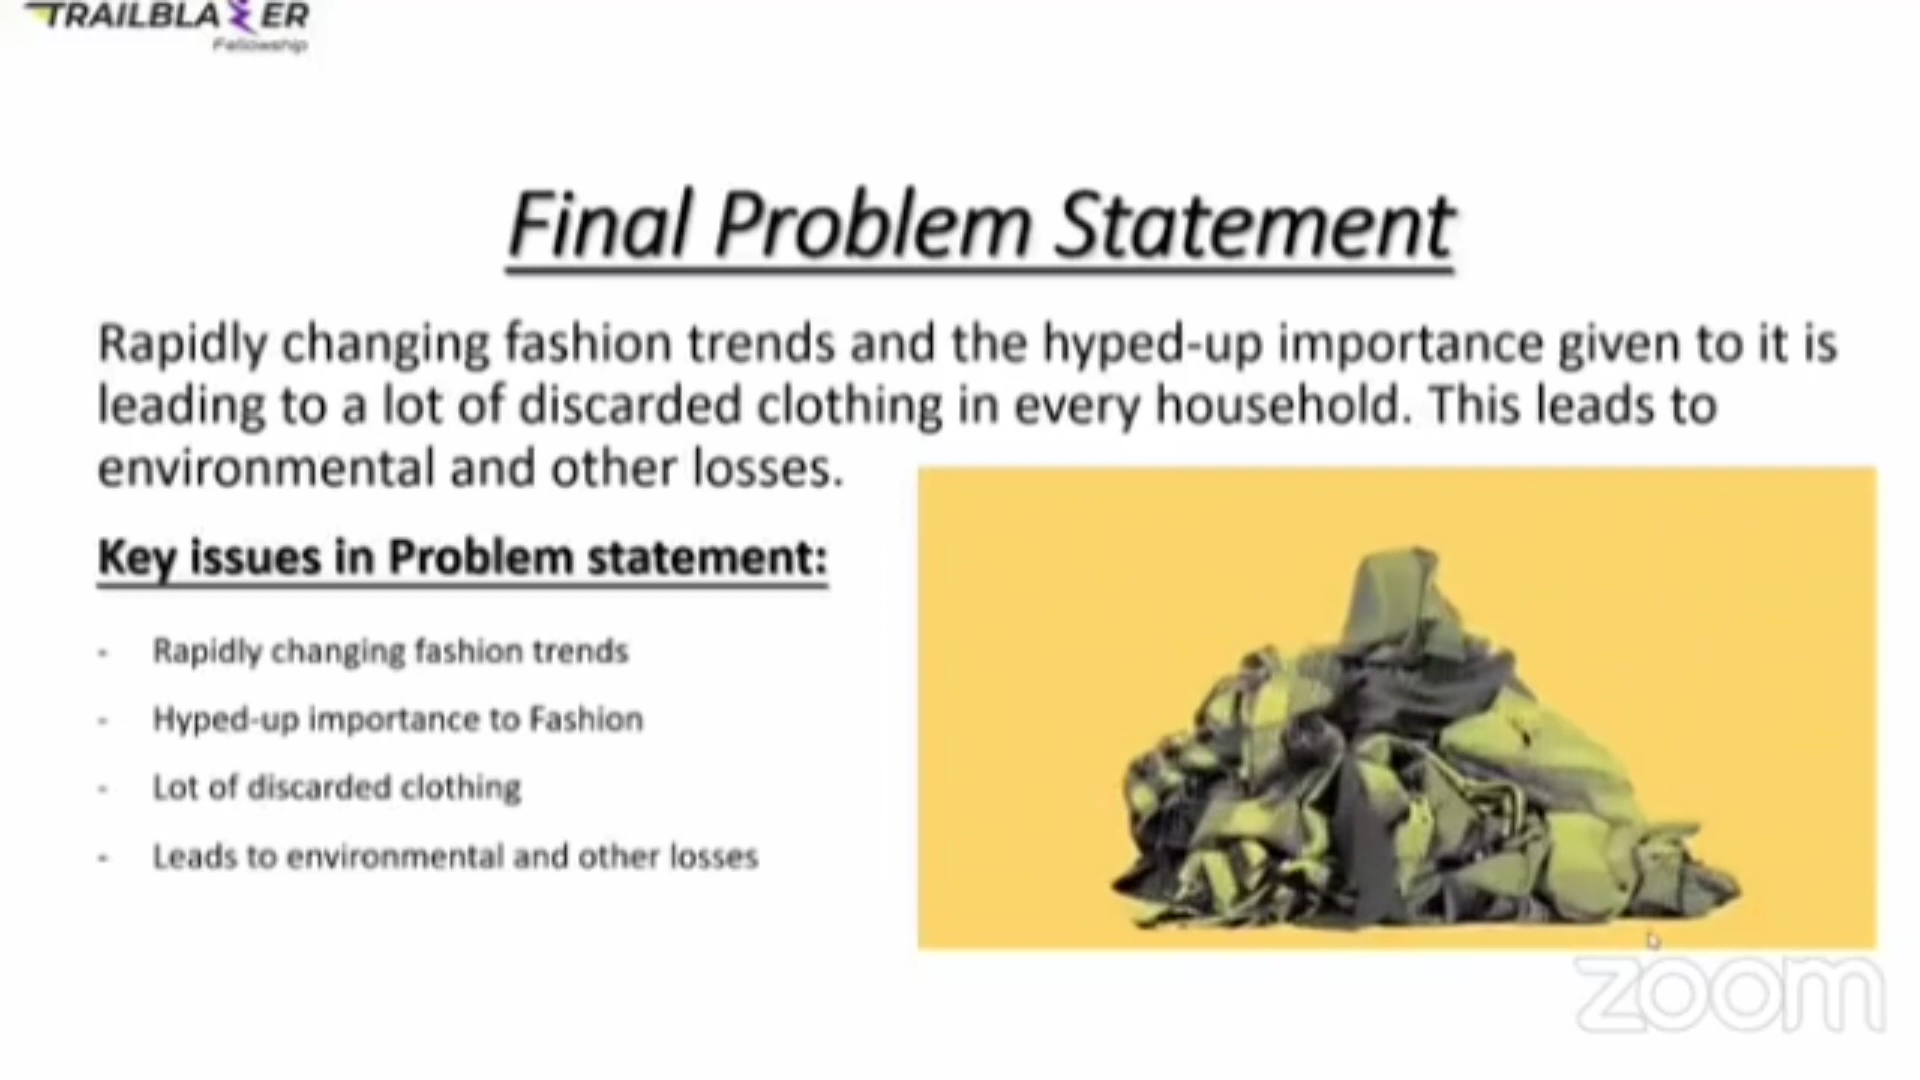 TRAILBLAZER
Fellowship
Final Problem Statement
Rapidly changing fashion trends and the hyped-up importance given to it is
leading to a lot of discarded clothing in every household. This leads to
environmental and other losses.
Key issues in Problem statement:
- Rapidly changing fashion trends
- Hyped-up importance to Fashion
- Lot of discarded clothing
- Leads to environmental and other losses
zoom